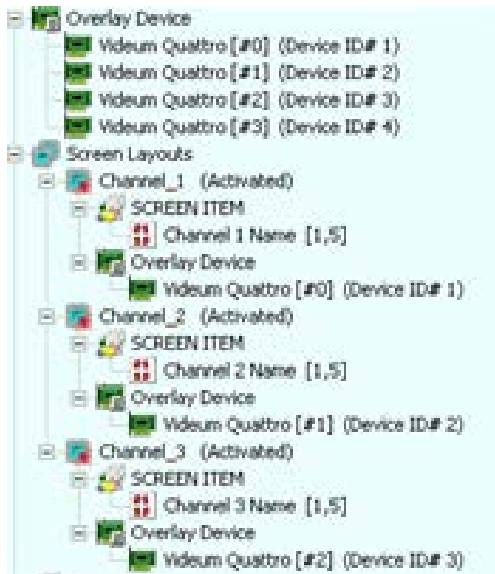 Overlay Device
Videum Quattro [#0] (Device ID# 1)
Videum Quattro [#1] (Device ID# 2)
Videum Quattro [#2] (Device ID# 3)
Videum Quattro [#3] (Device ID# 4)
Screen Layouts
Channel_1 (Activated)
SCREEN ITEM
Channel 1 Name [1,5]
Overlay Device
Videum Quattro [#0] (Device ID# 1)
Channel_2 (Activated)
SCREEN ITEM
Channel 2 Name [1,5]
Overlay Device
Videum Quattro [#1] (Device ID# 2)
Channel_3 (Activated)
SCREEN ITEM
Channel 3 Name [1,5]
Overlay Device
Videum Quattro [#2] (Device ID# 3)